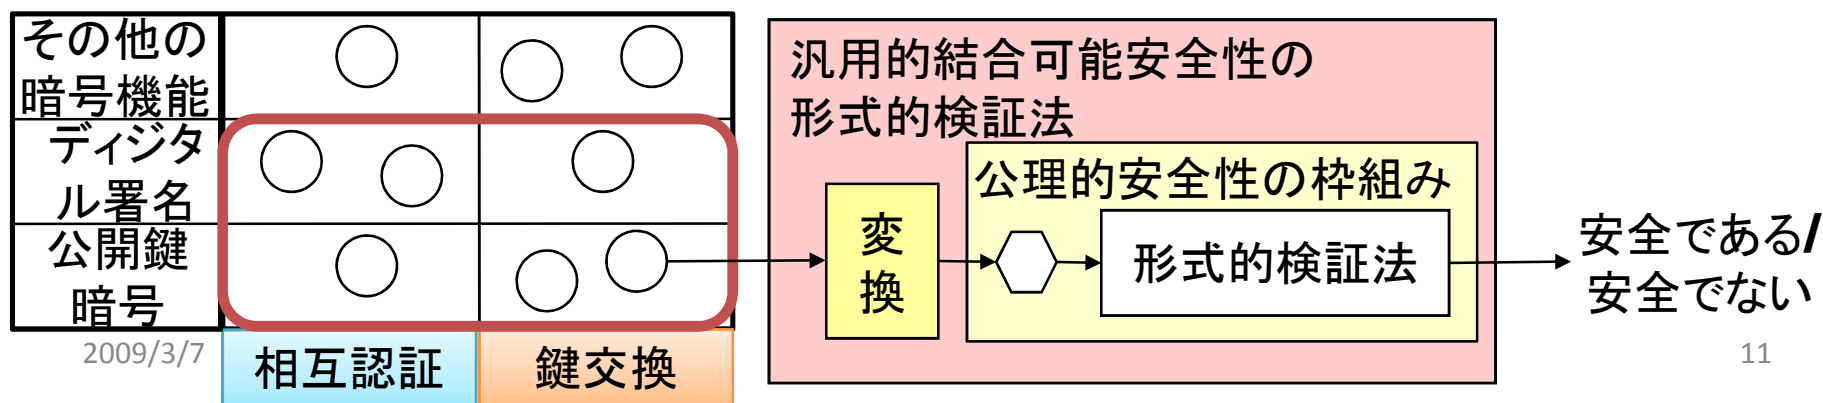 その他の
暗号機能
ディジタ
ル署名
公開鍵
暗号
相互認証
鍵交換
汎用的結合可能安全性の
形式的検証法
公理的安全性の枠組み
変
換
形式的検証法
安全である/
安全でない
2009/3/7
11